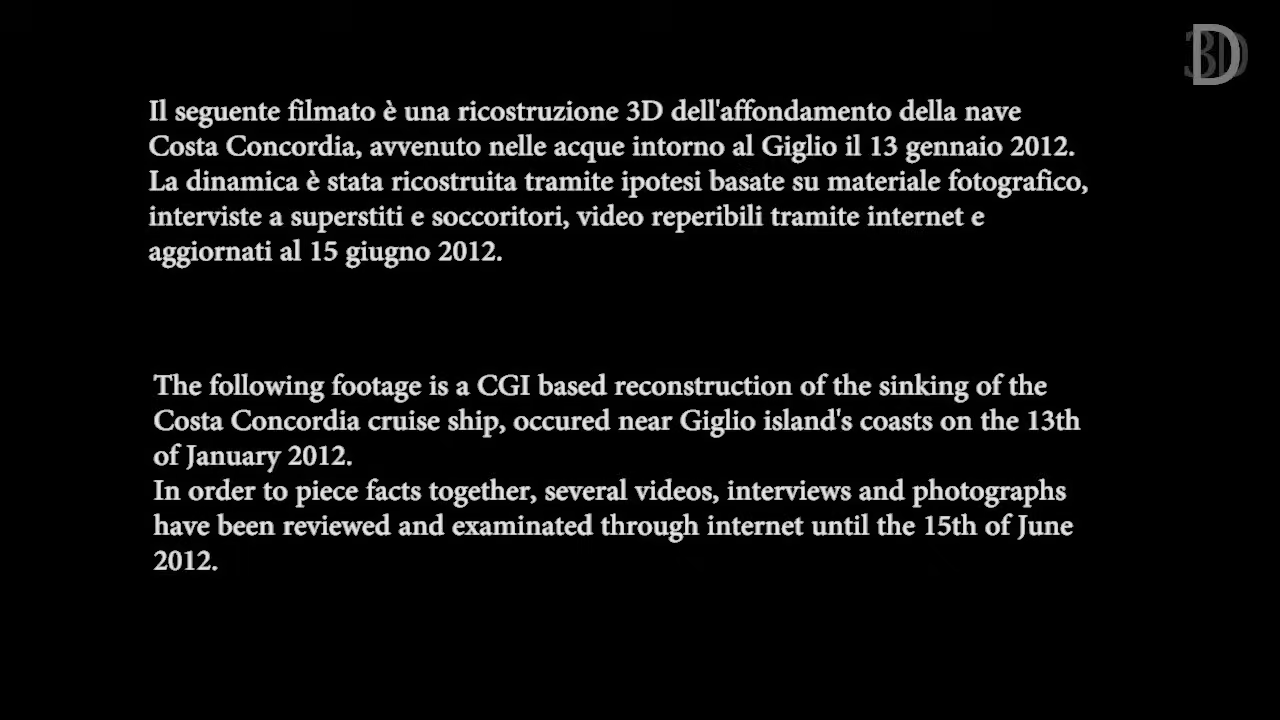 3D
Il seguente filmato è una ricostruzione 3D dell'affondamento della nave
Costa Concordia, avvenuto nelle acque intorno al Giglio il 13 gennaio 2012.
La dinamica è stata ricostruita tramite ipotesi basate su materiale fotografico,
interviste a superstiti e soccoritori, video reperibili tramite internet e
aggiornati al 15 giugno 2012.
The following footage is a CGI based reconstruction of the sinking of the
Costa Concordia cruise ship, occured near Giglio island's coasts on the 13th
of January 2012.
In order to piece facts together, several videos, interviews and photographs
have been reviewed and examinated through internet until the 15th of June
2012.